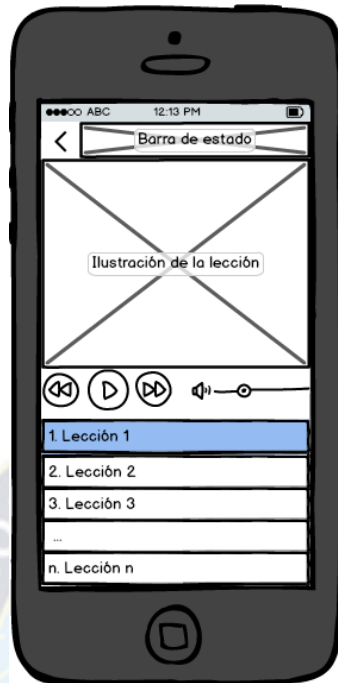 ABC 12:13 PM
Barra de estado
Ilustración de la lección
1. Lección 1
2. Lección 2
3. Lección 3
...
n. Lección n